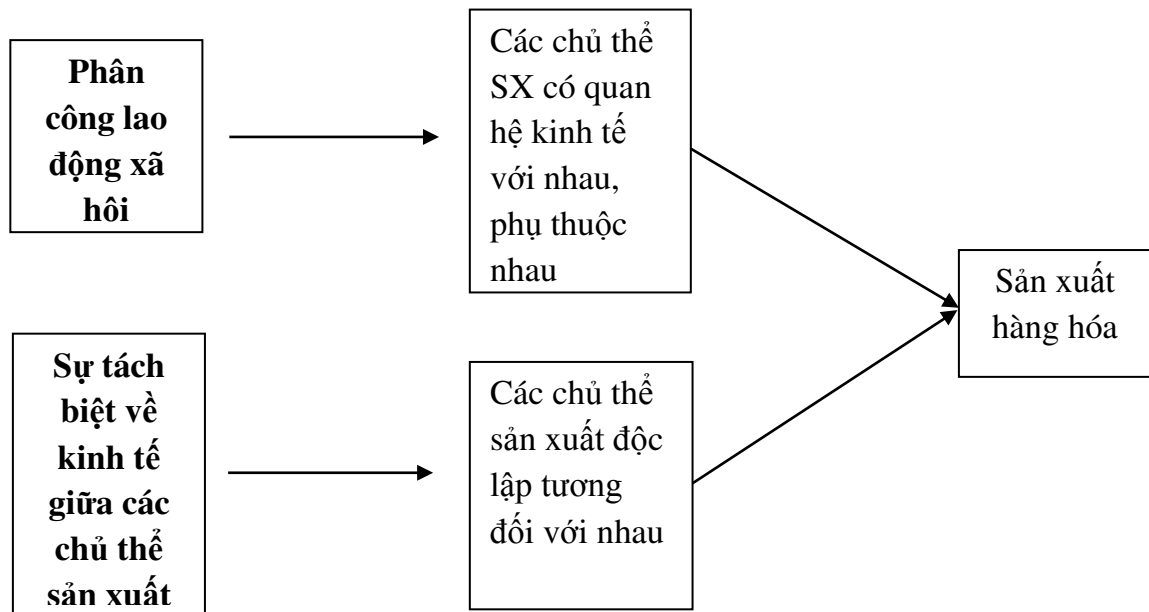 Phân
công lao
động xã
hôi
Các chủ thể
SX có quan
hệ kinh tế
với nhau,
phụ thuộc
nhau
Sản xuất
hàng hóa
Sự tách
biệt về
kinh tế
giữa các
chủ thể
sản xuất
Các chủ thể
sản xuất độc
lập tương
đối với nhau